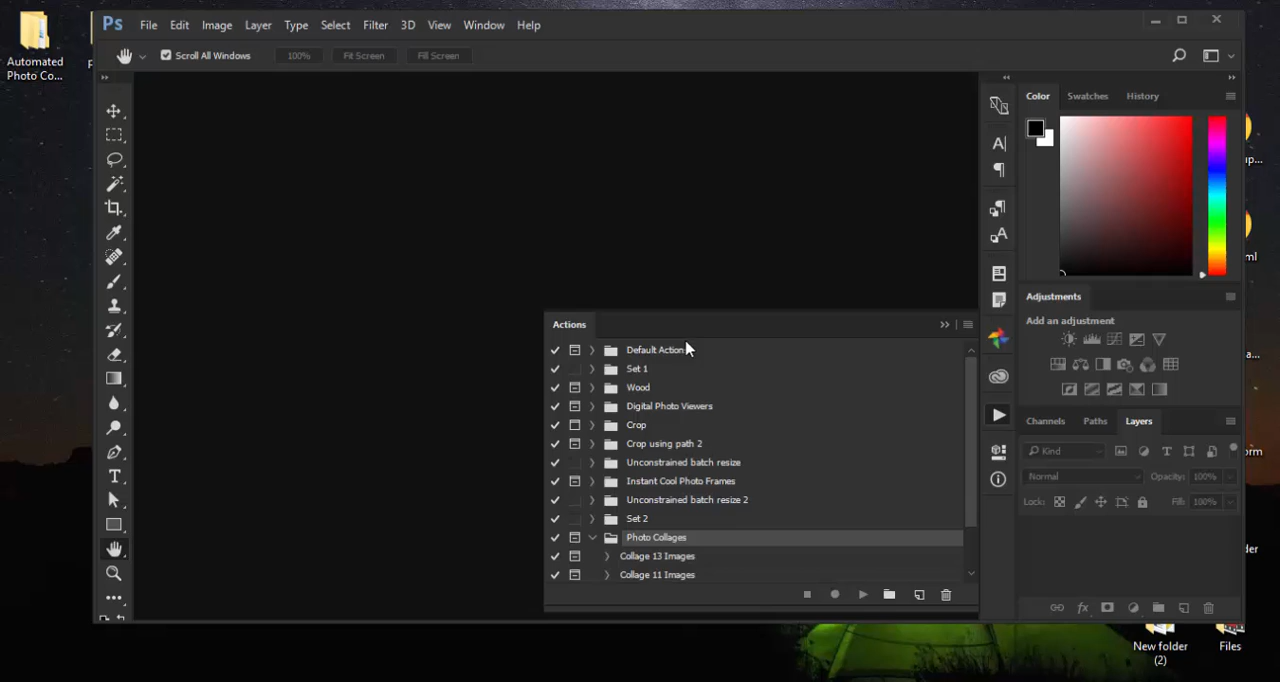 Ps File Edit Image Layer Type Select Filter 3D View Window Help
Scroll All Windows 100% Fit Screen Fill Screen
Automated
Photo Co...
Color Swatches History
Adjustments
Add an adjustment
Actions
Default Actions
Set 1
Wood
Digital Photo Viewers
Crop
Crop using path 2
Unconstrained batch resize
Instant Cool Photo Frames
Unconstrained batch resize 2
Set 2
Photo Collages
Collage 13 Images
Collage 11 Images
Channels Paths Layers
Kind
Normal Opacity: 100%
Lock: Fill: 100%
New folder
(2)
Files